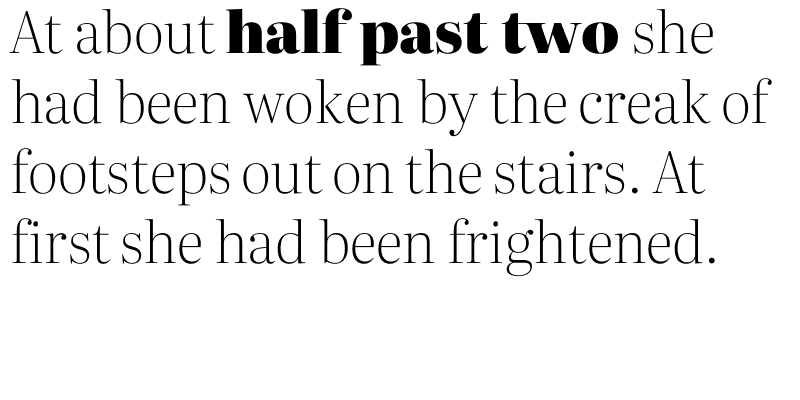 At about half past two she
had been woken by the creak of
footsteps out on the stairs. At
first she had been frightened.